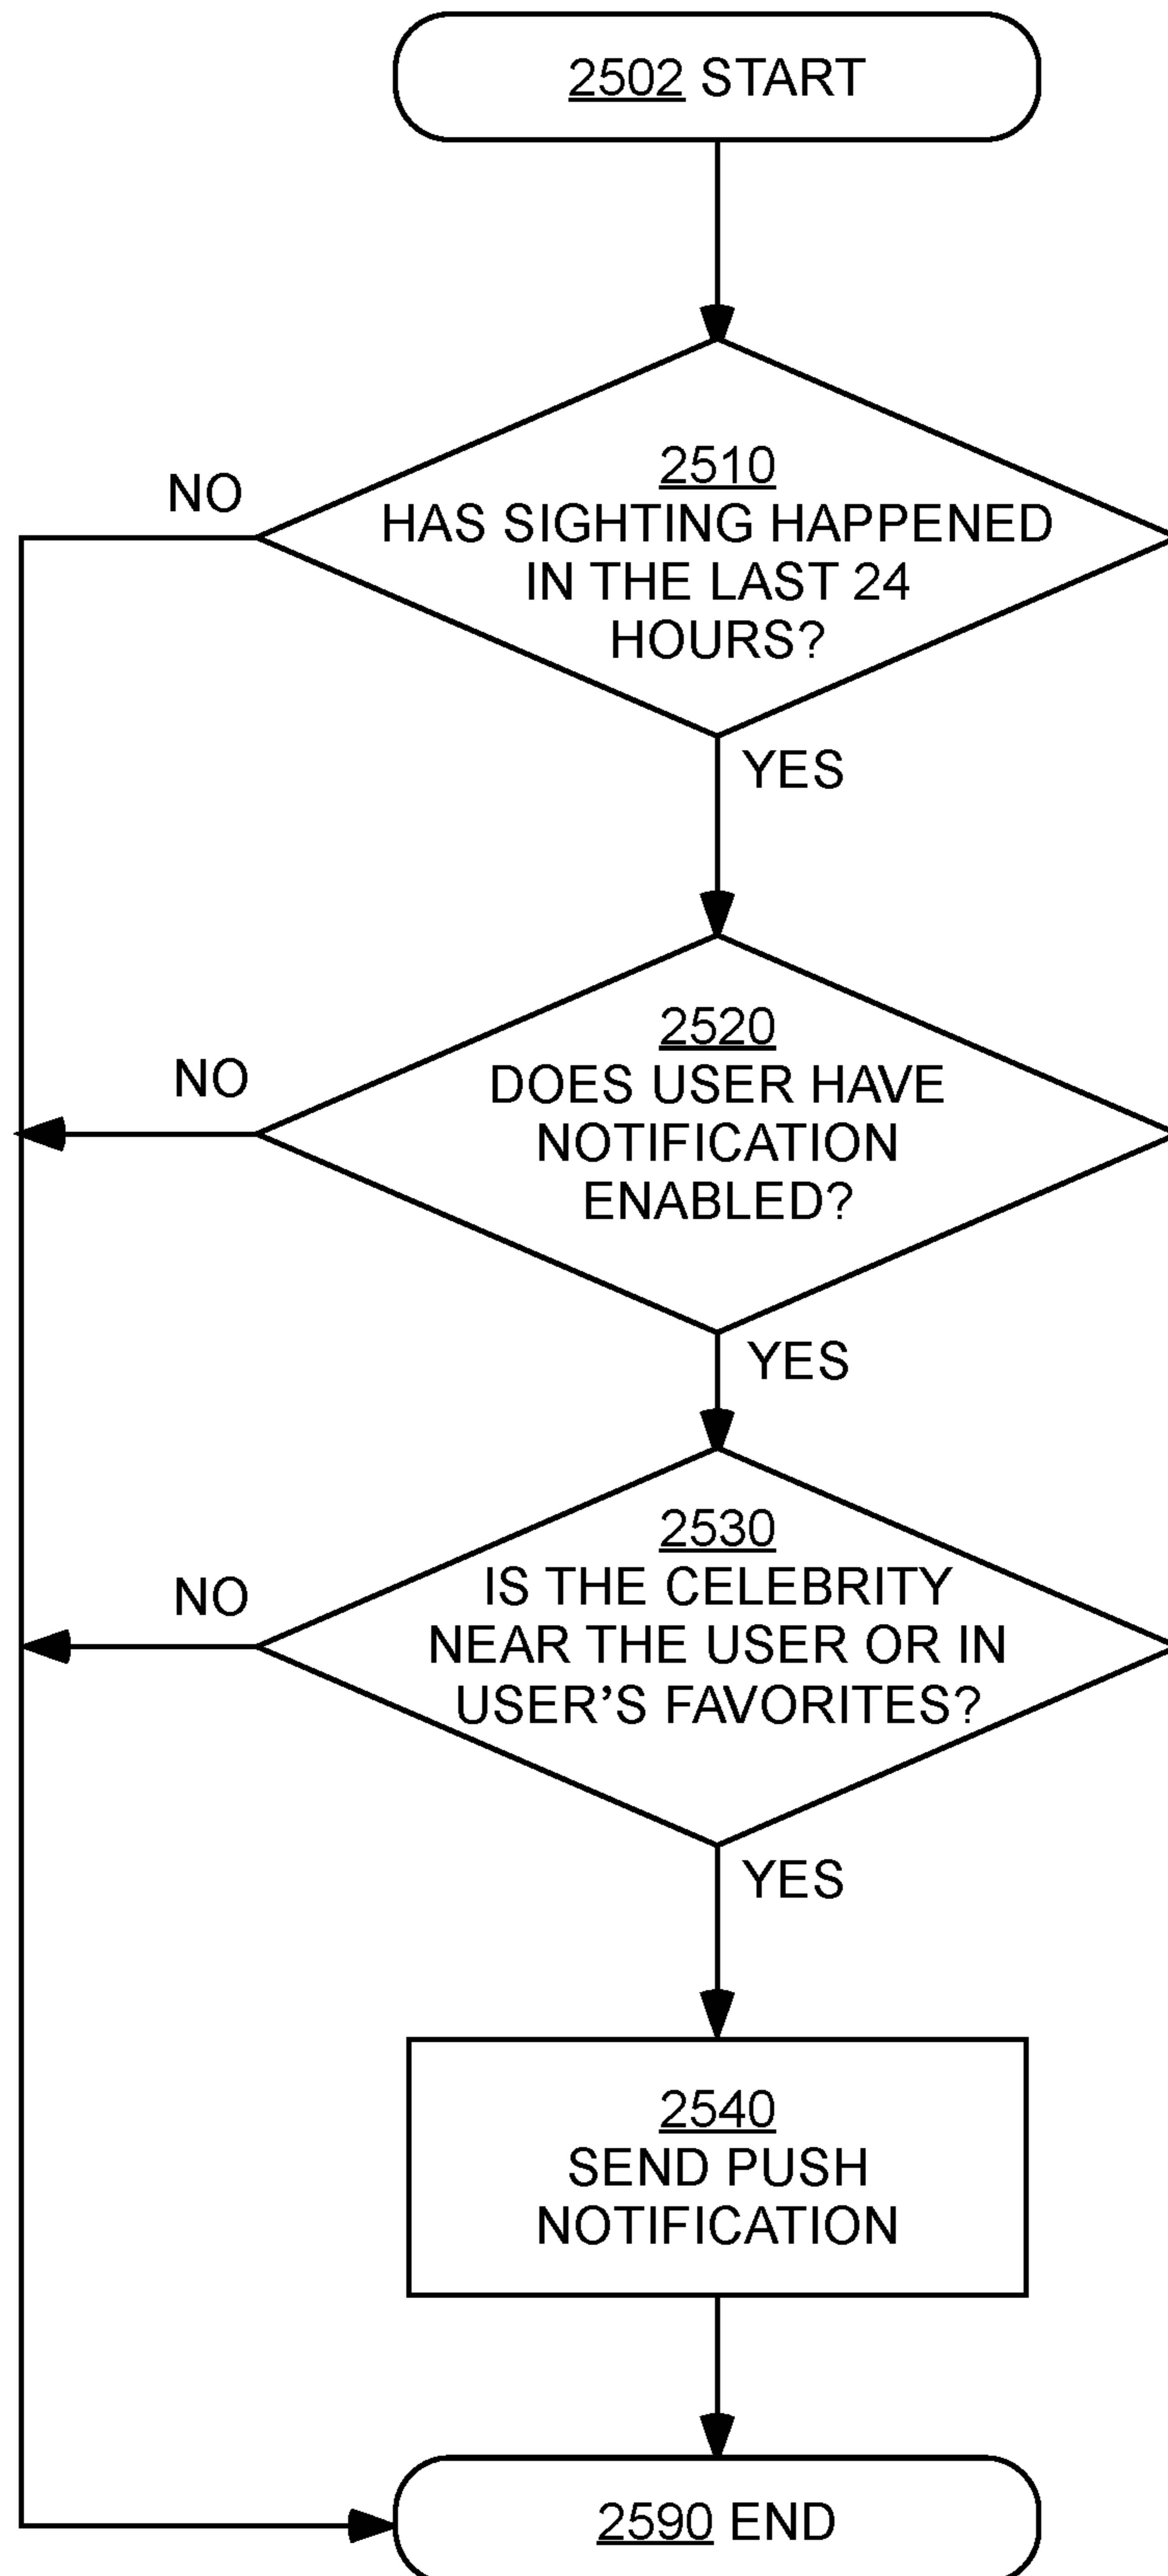 2502 START
2510
HAS SIGHTING HAPPENED
IN THE LAST 24
HOURS?
NO
YES
2520
DOES USER HAVE
NOTIFICATION
ENABLED?
NO
YES
2530
IS THE CELEBRITY
NEAR THE USER OR IN
USER’S FAVORITES?
NO
YES
2540
SEND PUSH
NOTIFICATION
2590 END